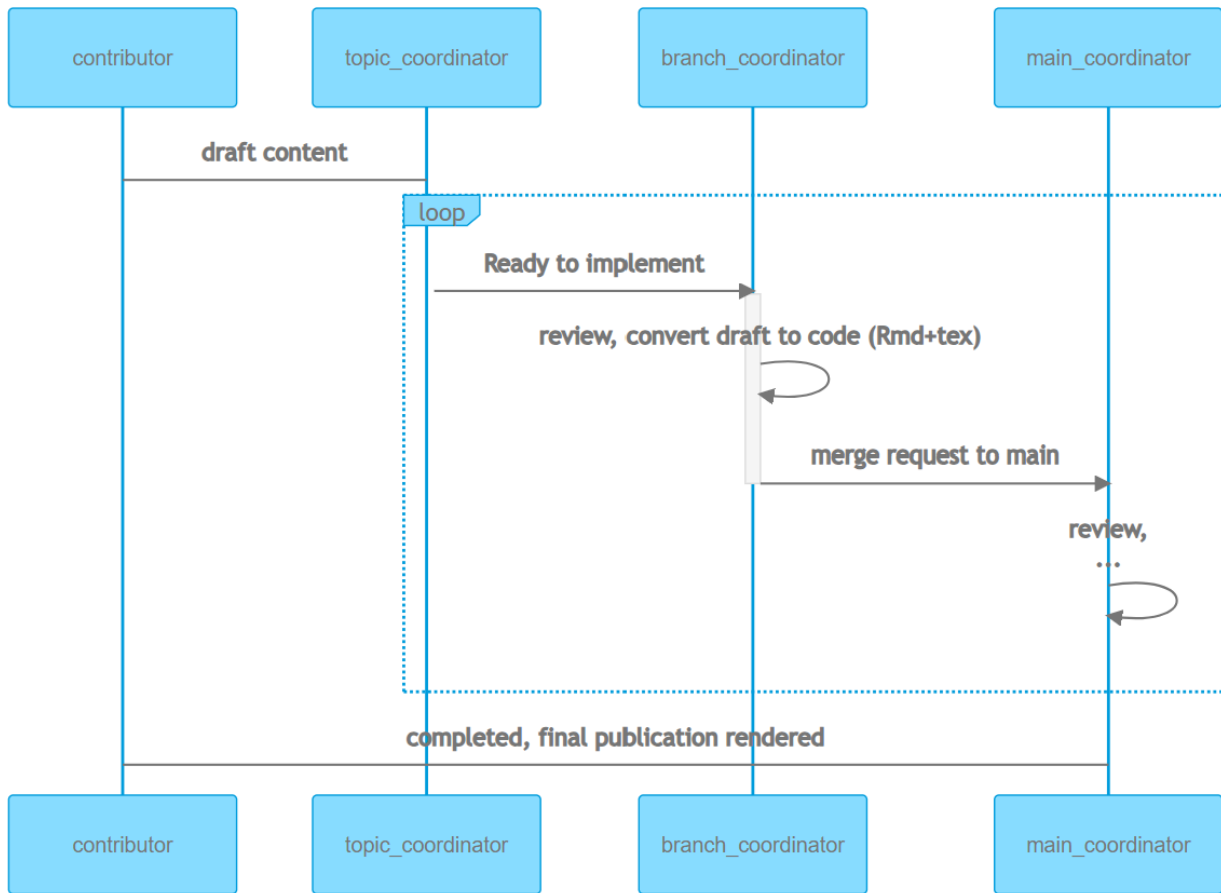 contributor
topic_coordinator
branch_coordinator
main_coordinator
draft content
loop
Ready to implement
review, convert draft to code (Rmd+tex)
merge request to main
review,
...
completed, final publication rendered
contributor
topic_coordinator
branch_coordinator
main_coordinator